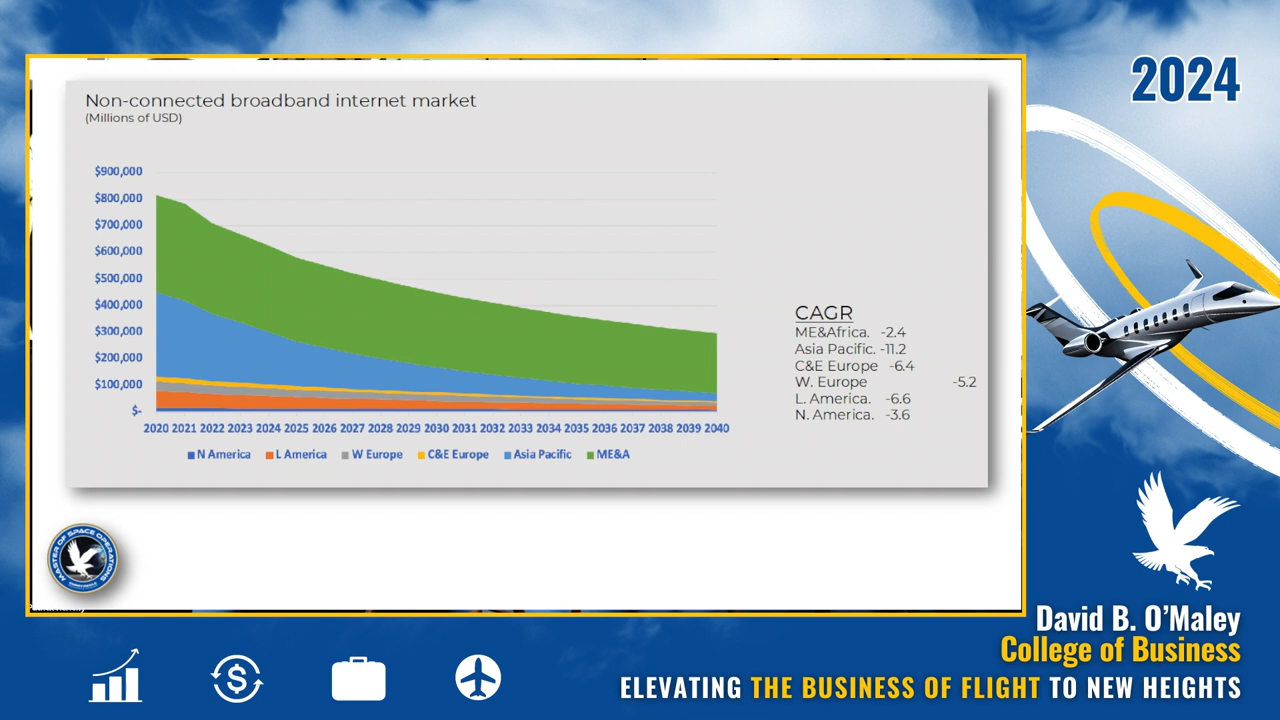 2024
Non-connected broadband internet market
(Millions of USD)
$900,000
$800,000
$700,000
$600,000
$500,000
$400,000
$300,000
$200,000
$100,000
$-
2020 2021 2022 2023 2024 2025 2026 2027 2028 2029 2030 2031 2032 2033 2034 2035 2036 2037 2038 2039 2040
N America L America W Europe C&E Europe Asia Pacific ME&A
CAGR
ME&Africa. -2.4
Asia Pacific. -11.2
C&E Europe -6.4
W. Europe -5.2
L. America. -6.6
N. America. -3.6
MASTER OF SPACE OPERATIONS
David B. O'Maley
College of Business
ELEVATING THE BUSINESS OF FLIGHT TO NEW HEIGHTS